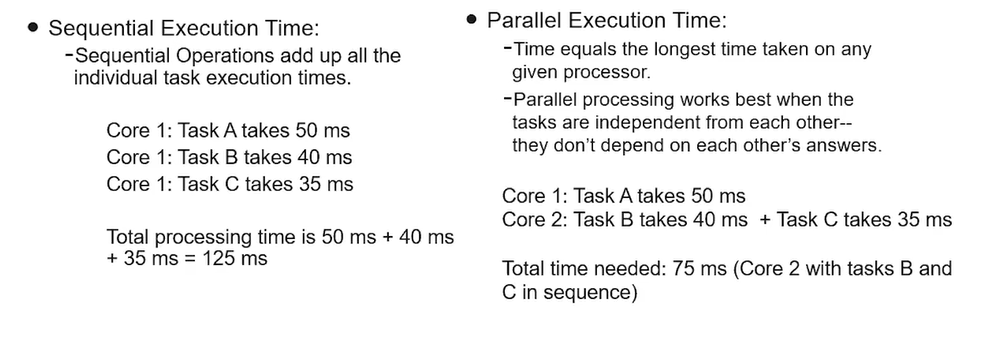 ● Sequential Execution Time:
-Sequential Operations add up all the
individual task execution times.
Core 1: Task A takes 50 ms
Core 1: Task B takes 40 ms
Core 1: Task C takes 35 ms
Total processing time is 50 ms + 40 ms
+ 35 ms = 125 ms
● Parallel Execution Time:
-Time equals the longest time taken on any
given processor.
-Parallel processing works best when the
tasks are independent from each other--
they don't depend on each other's answers.
Core 1: Task A takes 50 ms
Core 2: Task B takes 40 ms + Task C takes 35 ms
Total time needed: 75 ms (Core 2 with tasks B and
C in sequence)